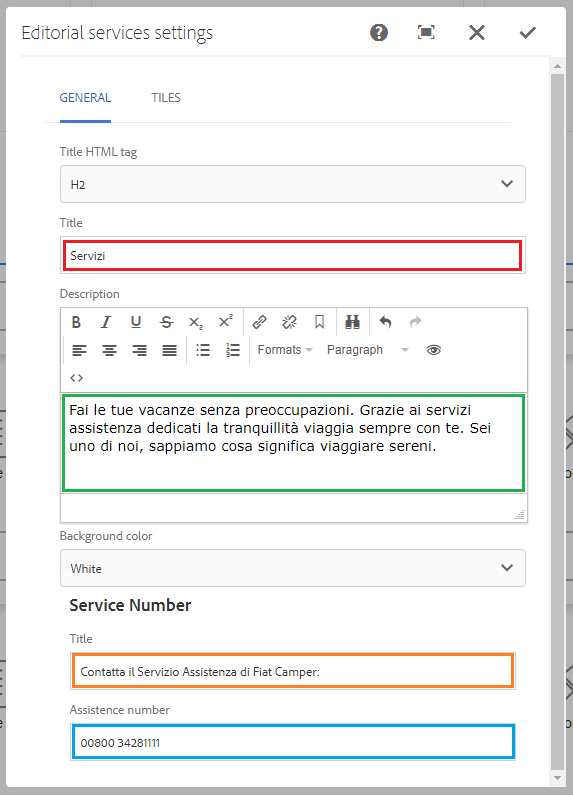 Editorial services settings
GENERAL TILES
Title HTML tag
H2
Title
Servizi
Description
B I U S x₂ x²
Formats Paragraph
Fai le tue vacanze senza preoccupazioni. Grazie ai servizi
assistenza dedicati la tranquillità viaggia sempre con te. Sei
uno di noi, sappiamo cosa significa viaggiare sereni.
Background color
White
Service Number
Title
Contatta il Servizio Assistenza di Fiat Camper:
Assistence number
00800 34281111